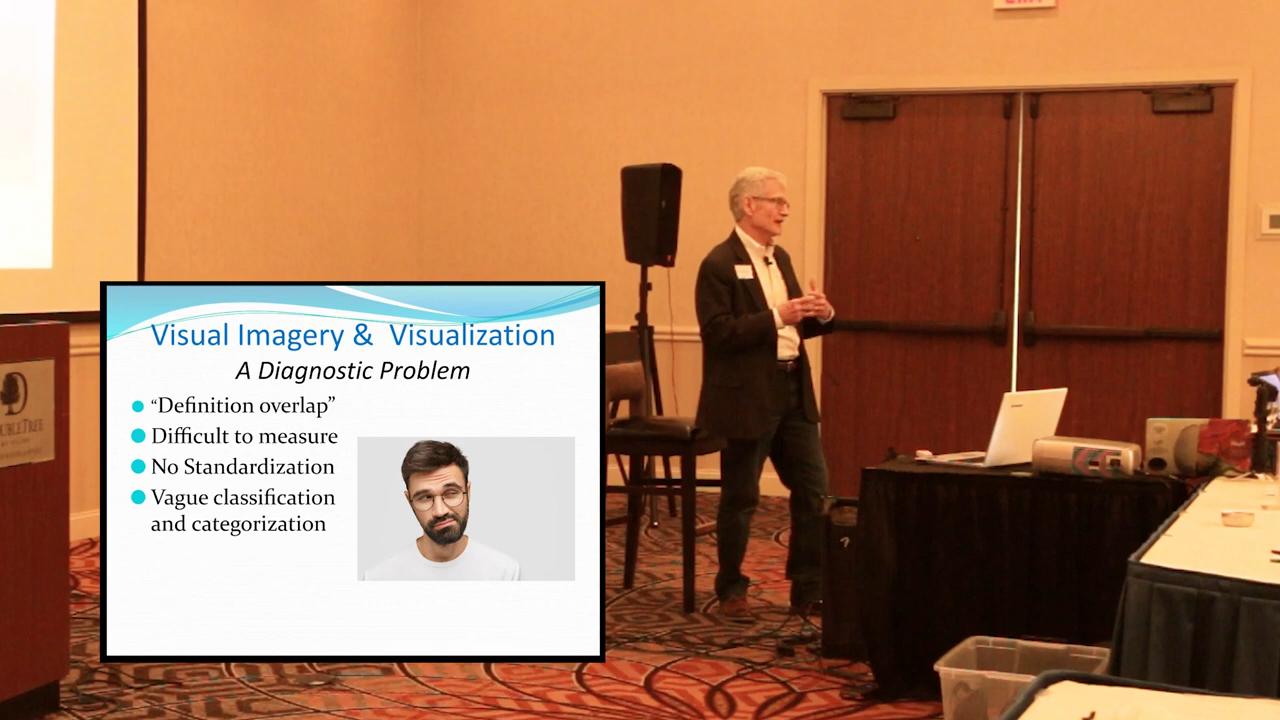 Visual Imagery & Visualization
A Diagnostic Problem
“Definition overlap”
Difficult to measure
No Standardization
Vague classification
and categorization